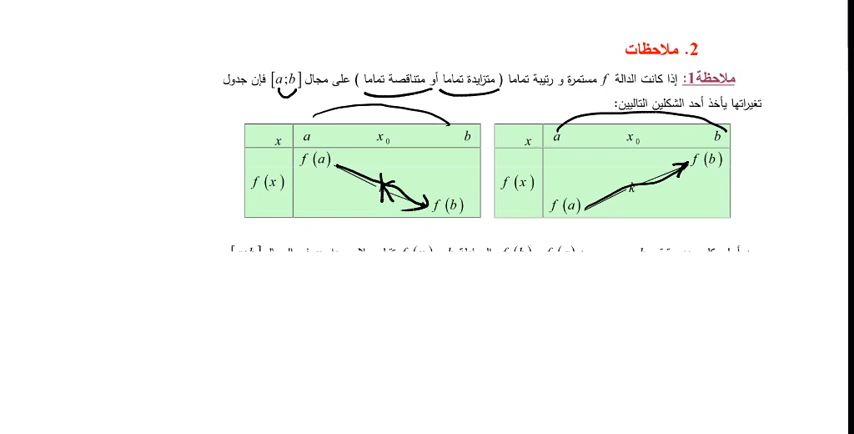 2. ملاحظات
ملاحظة1: إذا كانت الدالة f مستمرة و رتيبة تماما ( متزايدة تماما أو متناقصة تماما ) على مجال [a;b] فإن جدول
تغيراتها يأخذ أحد الشكلين التاليين:
x a x₀ b
f(x) f(a) k f(b)
x a x₀ b
f(x) f(a) k f(b)